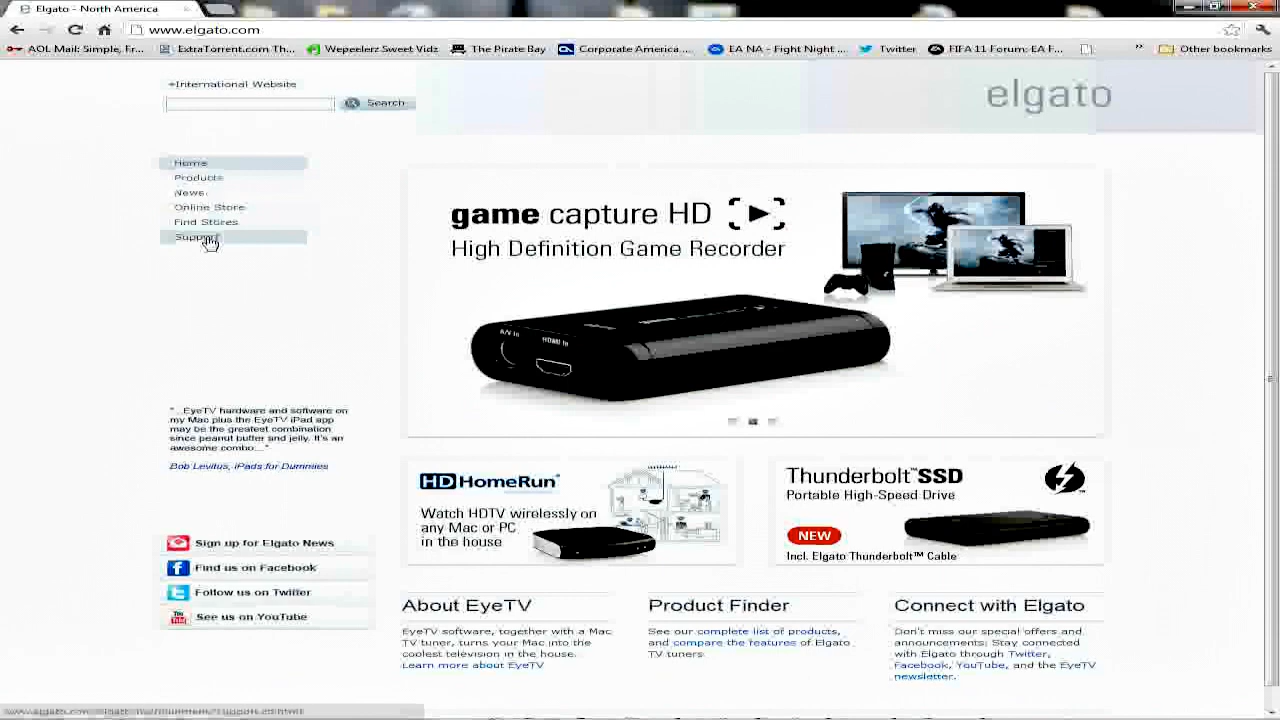 Elgato - North America
www.elgato.com
AOL Mail: Simple, Fr...
ExtraTorrent.com Th...
Wepeelerz Sweet Vidz
The Pirate Bay
Corporate America ...
EA NA - Fight Night ...
Twitter
FIFA 11 Forum: EA F...
Other bookmarks
+International Website
Search
elgato
Home
Products
News
Online Store
Find Stores
Support
game capture HD
High Definition Game Recorder
A/V In
HDMI In
"...EyeTV hardware and software on
my Mac plus the EyeTV iPad app
may be the greatest combination
since peanut butter and jelly. It's an
awesome combo..."
Bob Levitus, iPads for Dummies
HDHomeRun™
Watch HDTV wirelessly on
any Mac or PC
in the house
Thunderbolt™SSD
Portable High-Speed Drive
NEW
Incl. Elgato Thunderbolt™ Cable
Sign up for Elgato News
Find us on Facebook
Follow us on Twitter
See us on YouTube
About EyeTV
EyeTV software, together with a Mac
TV tuner, turns your Mac into the
coolest television in the house.
Learn more about EyeTV
Product Finder
See our complete list of products,
and compare the features of Elgato
TV tuners.
Connect with Elgato
Don't miss our special offers and
announcements: Stay connected
with Elgato through Twitter,
Facebook, YouTube, and the EyeTV
newsletter.